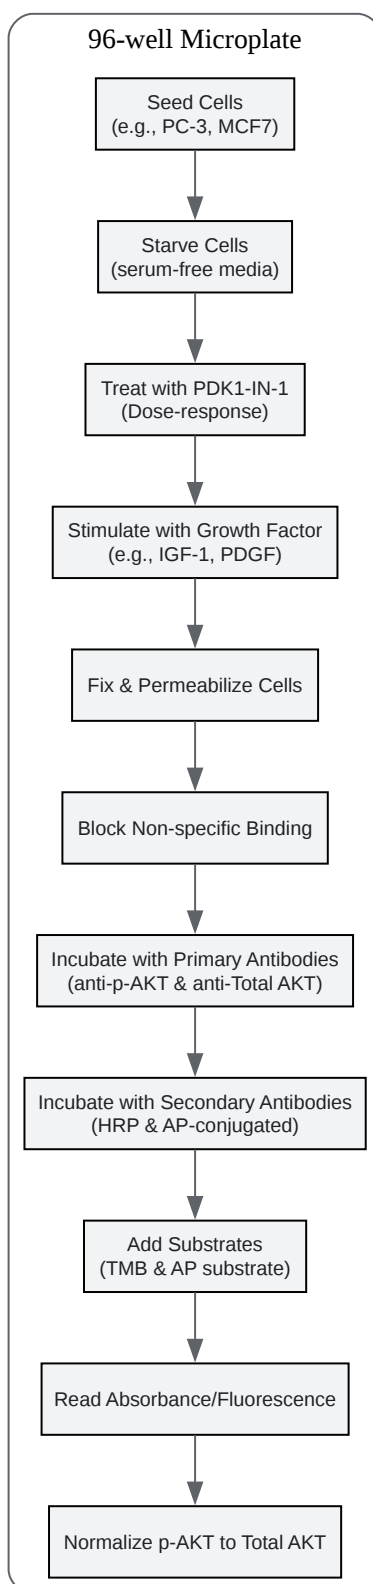 96-well Microplate
Seed Cells
(e.g., PC-3, MCF7)
Starve Cells
(serum-free media)
Treat with PDK1-IN-1
(Dose-response)
Stimulate with Growth Factor
(e.g., IGF-1, PDGF)
Fix & Permeabilize Cells
Block Non-specific Binding
Incubate with Primary Antibodies
(anti-p-AKT & anti-Total AKT)
Incubate with Secondary Antibodies
(HRP & AP-conjugated)
Add Substrates
(TMB & AP substrate)
Read Absorbance/Fluorescence
Normalize p-AKT to Total AKT